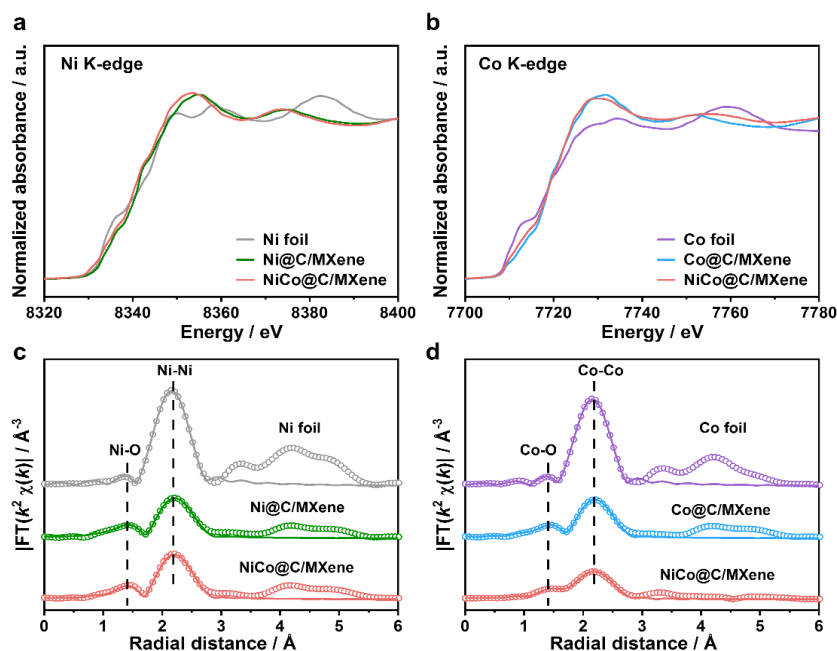 a
Ni K-edge
Normalized absorbance / a.u.
Ni foil
Ni@C/MXene
NiCo@C/MXene
8320 8340 8360 8380 8400
Energy / eV
b
Co K-edge
Normalized absorbance / a.u.
Co foil
Co@C/MXene
NiCo@C/MXene
7700 7720 7740 7760 7780
Energy / eV
c
|FT(k² χ(k)| / Å⁻³
Ni-Ni
Ni-O
Ni foil
Ni@C/MXene
NiCo@C/MXene
0 1 2 3 4 5 6
Radial distance / Å
d
|FT(k² χ(k)| / Å⁻³
Co-Co
Co-O
Co foil
Co@C/MXene
NiCo@C/MXene
0 1 2 3 4 5 6
Radial distance / Å